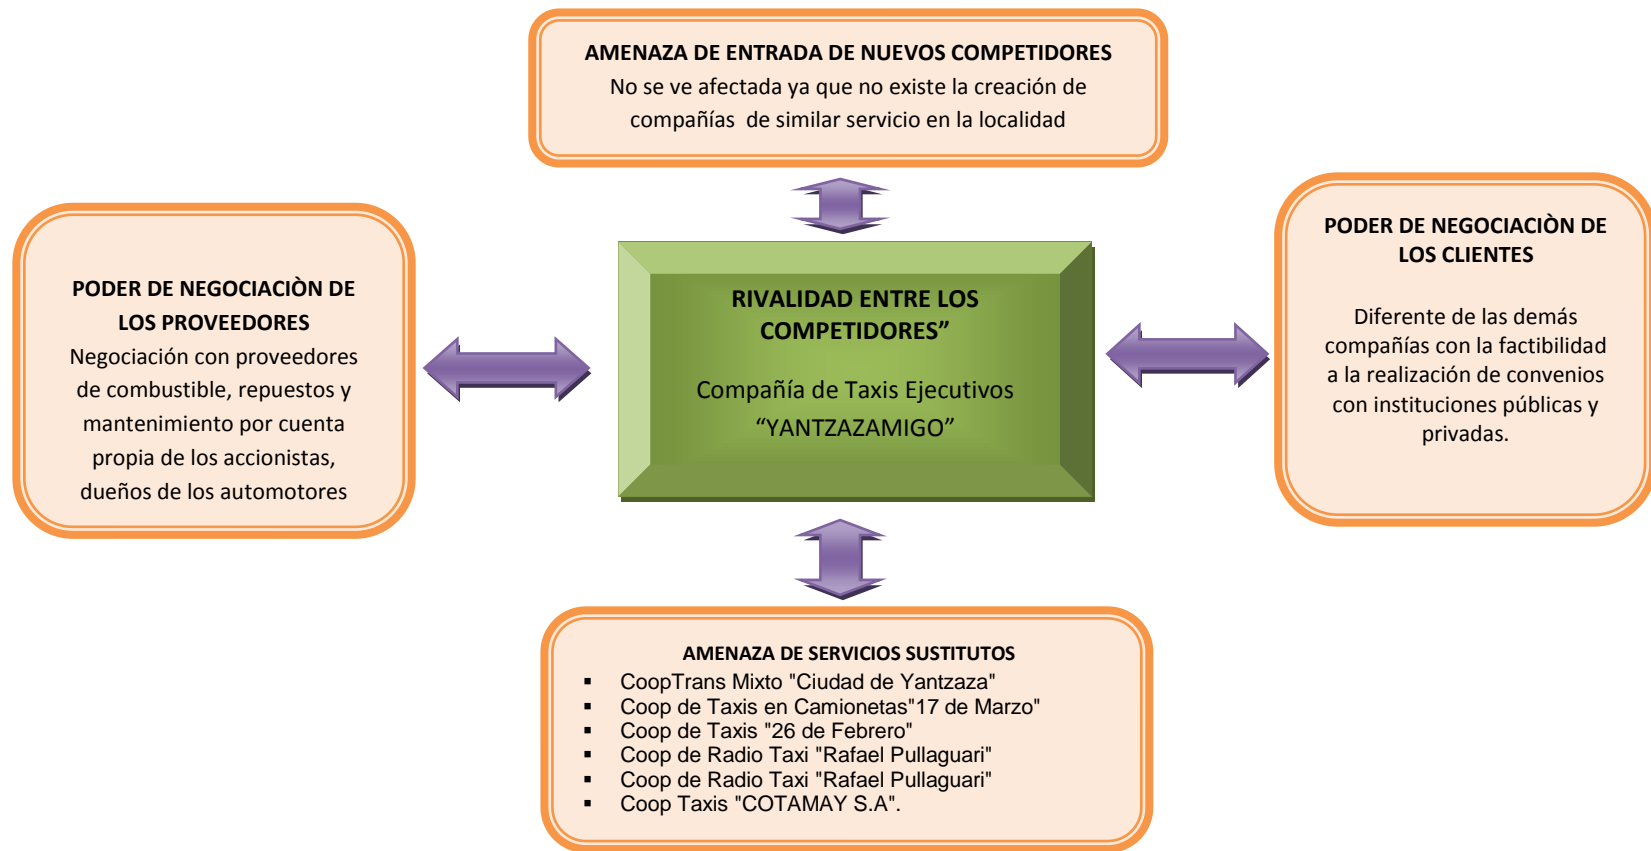 AMENAZA DE ENTRADA DE NUEVOS COMPETIDORES
No se ve afectada ya que no existe la creación de
compañías de similar servicio en la localidad
PODER DE NEGOCIACIÒN DE
LOS PROVEEDORES
Negociación con proveedores
de combustible, repuestos y
mantenimiento por cuenta
propia de los accionistas,
dueños de los automotores
RIVALIDAD ENTRE LOS
COMPETIDORES”
Compañía de Taxis Ejecutivos
“YANTZAZAMIGO”
PODER DE NEGOCIACIÒN DE
LOS CLIENTES
Diferente de las demás
compañías con la factibilidad
a la realización de convenios
con instituciones públicas y
privadas.
AMENAZA DE SERVICIOS SUSTITUTOS
▪ CoopTrans Mixto "Ciudad de Yantzaza"
▪ Coop de Taxis en Camionetas"17 de Marzo"
▪ Coop de Taxis "26 de Febrero"
▪ Coop de Radio Taxi "Rafael Pullaguari"
▪ Coop de Radio Taxi "Rafael Pullaguari"
▪ Coop Taxis "COTAMAY S.A".